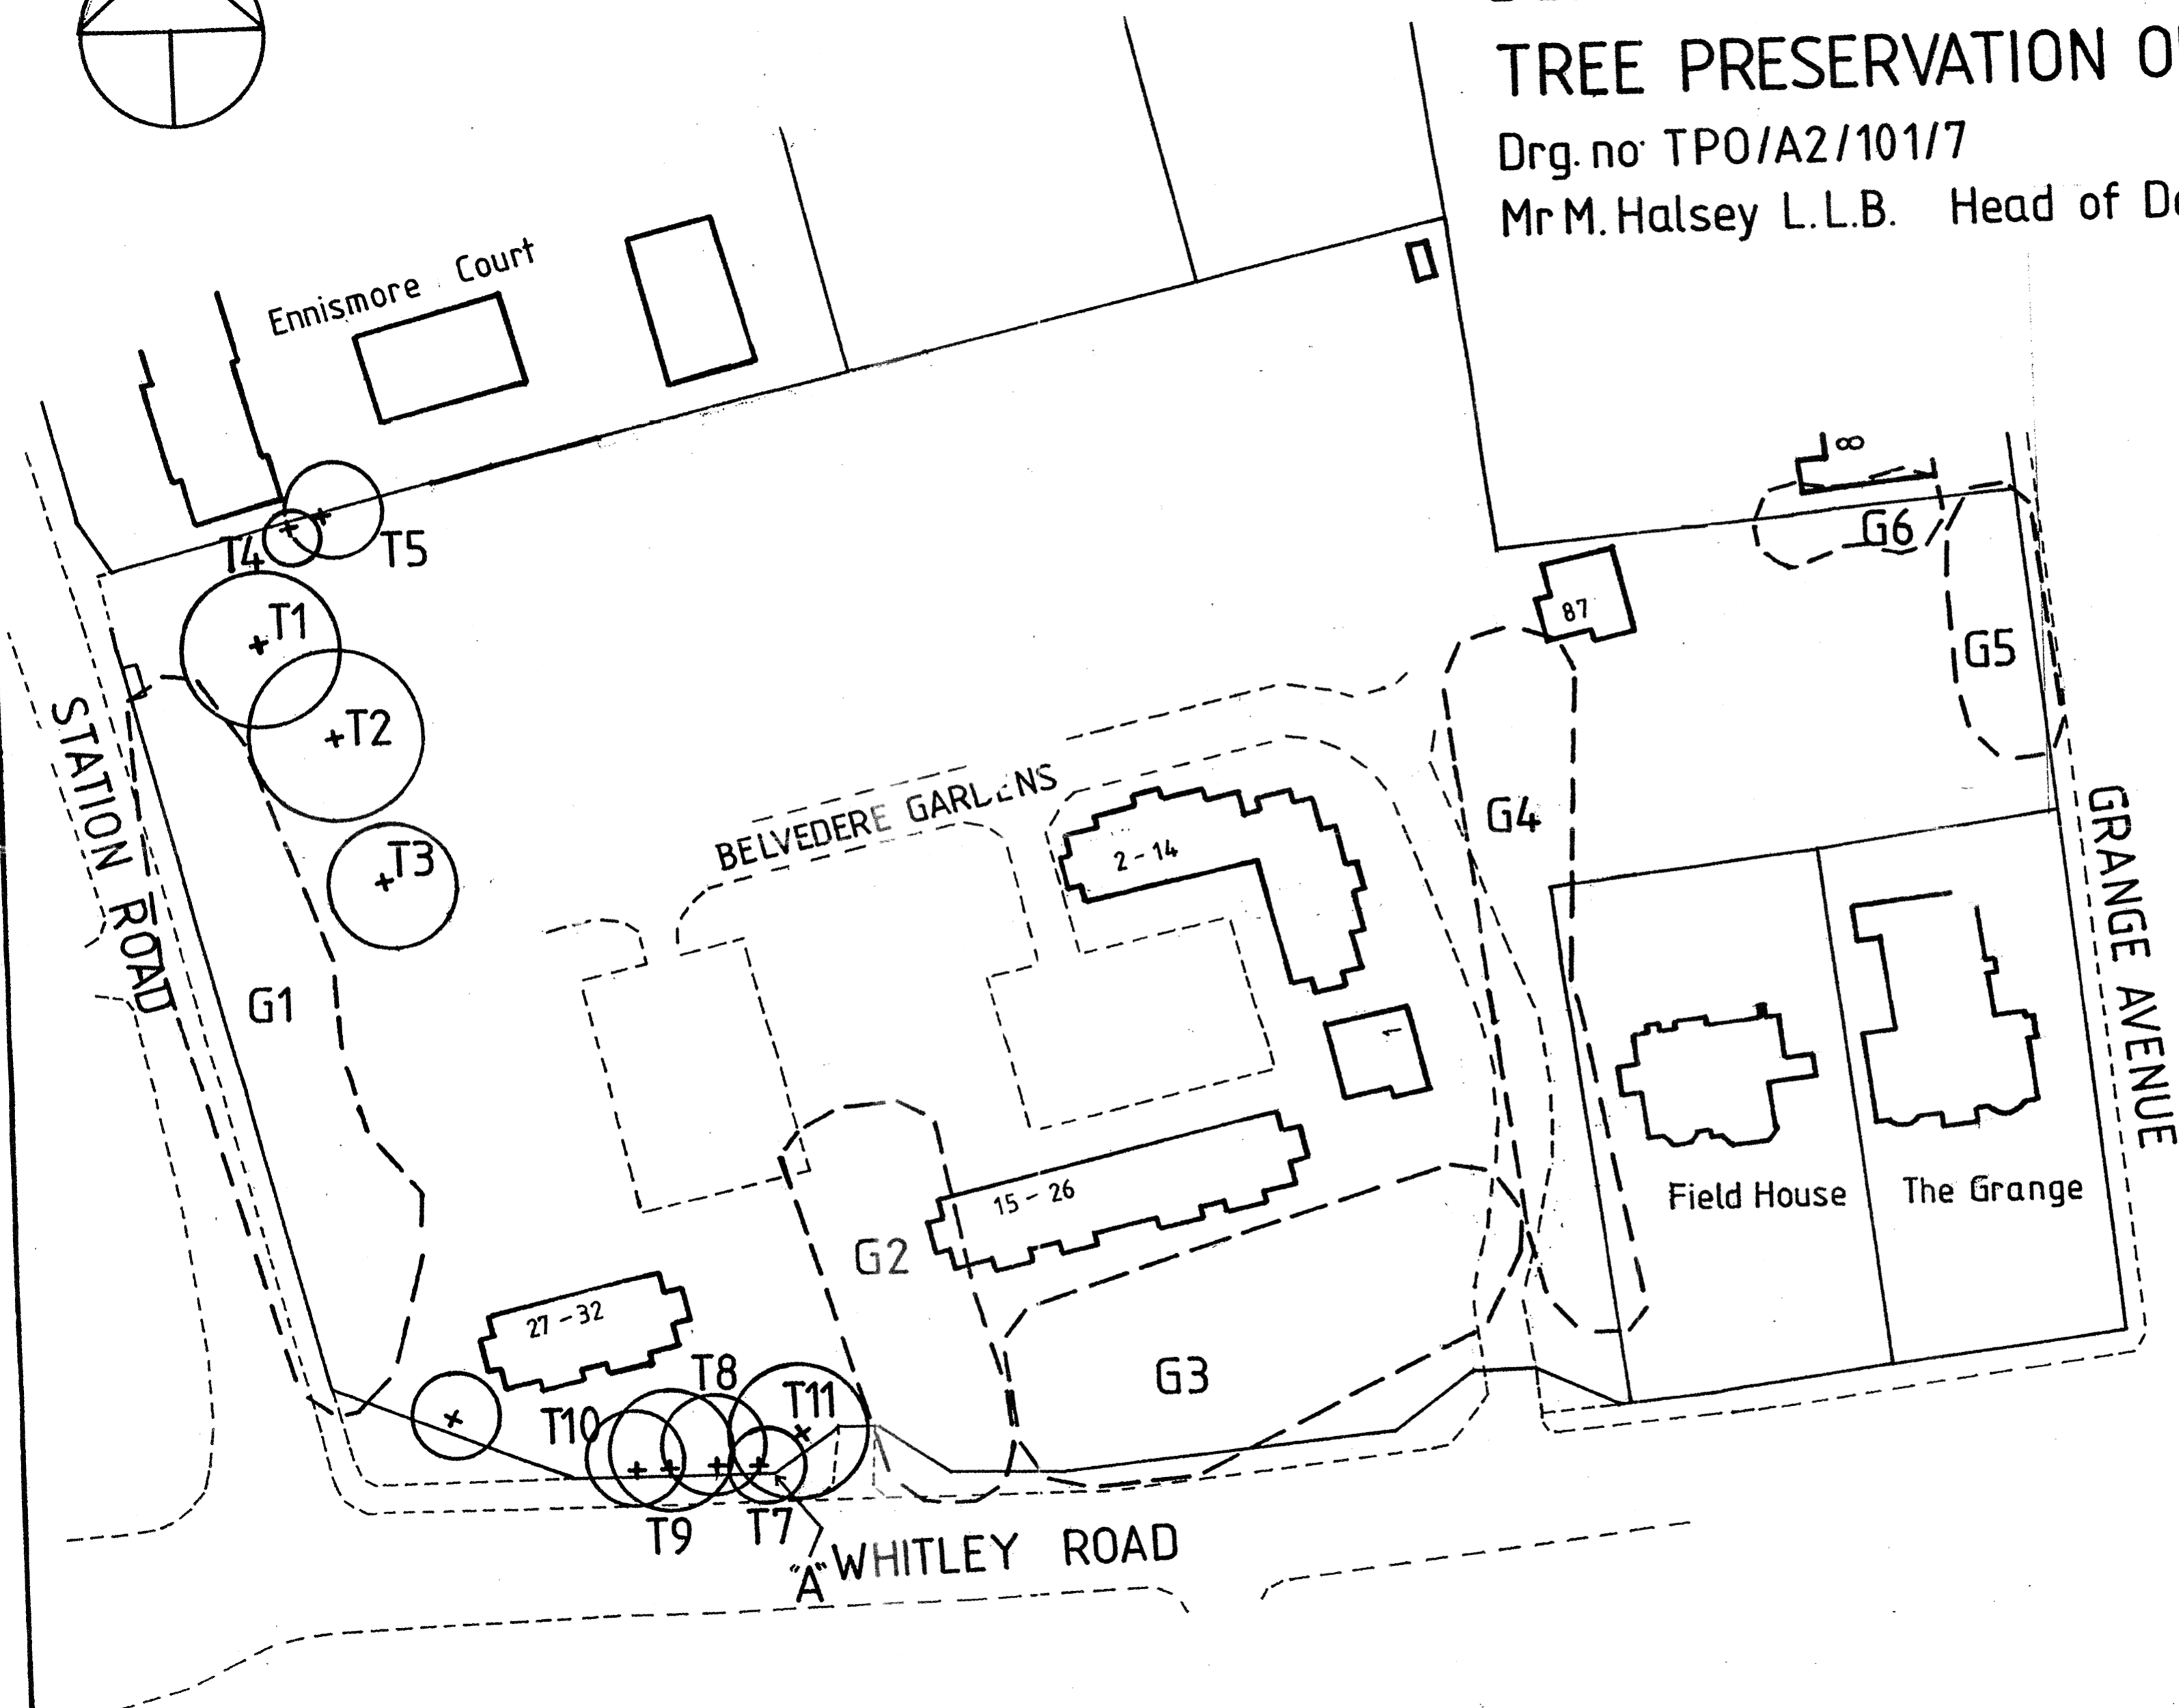 TREE PRESERVATION
Drg. no TPO/A2/101/7
Mr M. Halsey L.L.B. Head of
Ennismore Court
8
G6
T4
T5
87
T1
G5
T2
STATION ROAD
BELVEDERE GARDENS
G4
GRANGE AVENUE
T3
2-14
G1
1
15-26
Field House
The Grange
G2
27-32
T8
G3
T11
T10
T9
T7
WHITLEY ROAD
"A"